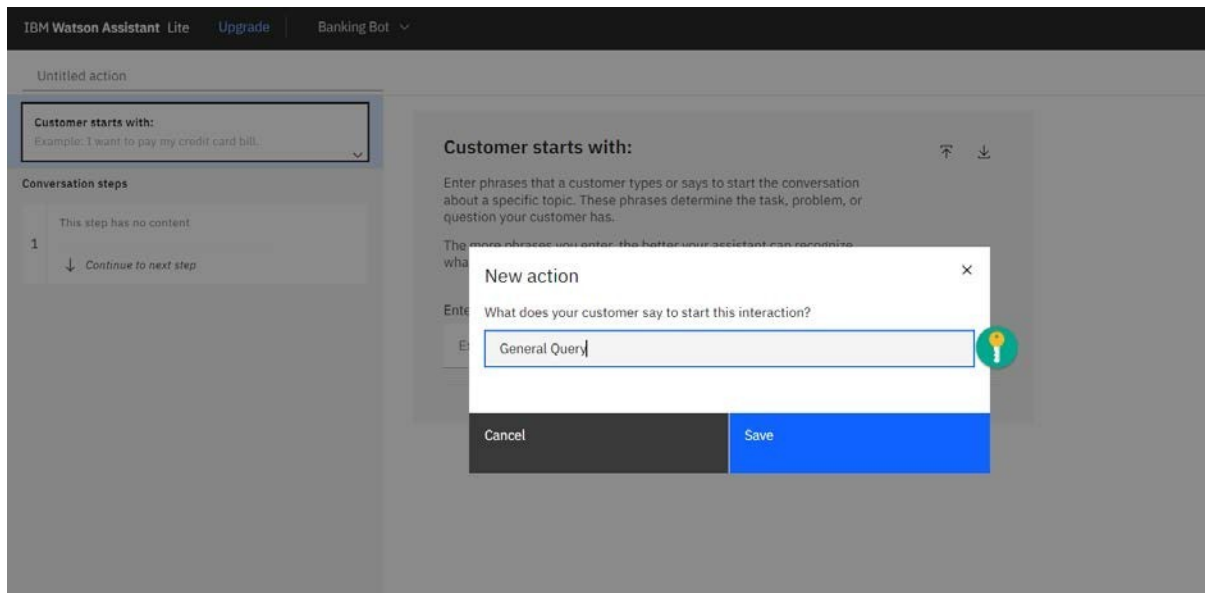 IBM Watson Assistant Lite Upgrade Banking Bot
Untitled action
Customer starts with:
Example: I want to pay my credit card bill.
Conversation steps
1
This step has no content
Continue to next step
Customer starts with:
Enter phrases that a customer types or says to start the conversation
about a specific topic. These phrases determine the task, problem, or
question your customer has.
The more phrases you enter, the better your assistant can recognize
New action
What does your customer say to start this interaction?
General Query
Cancel Save